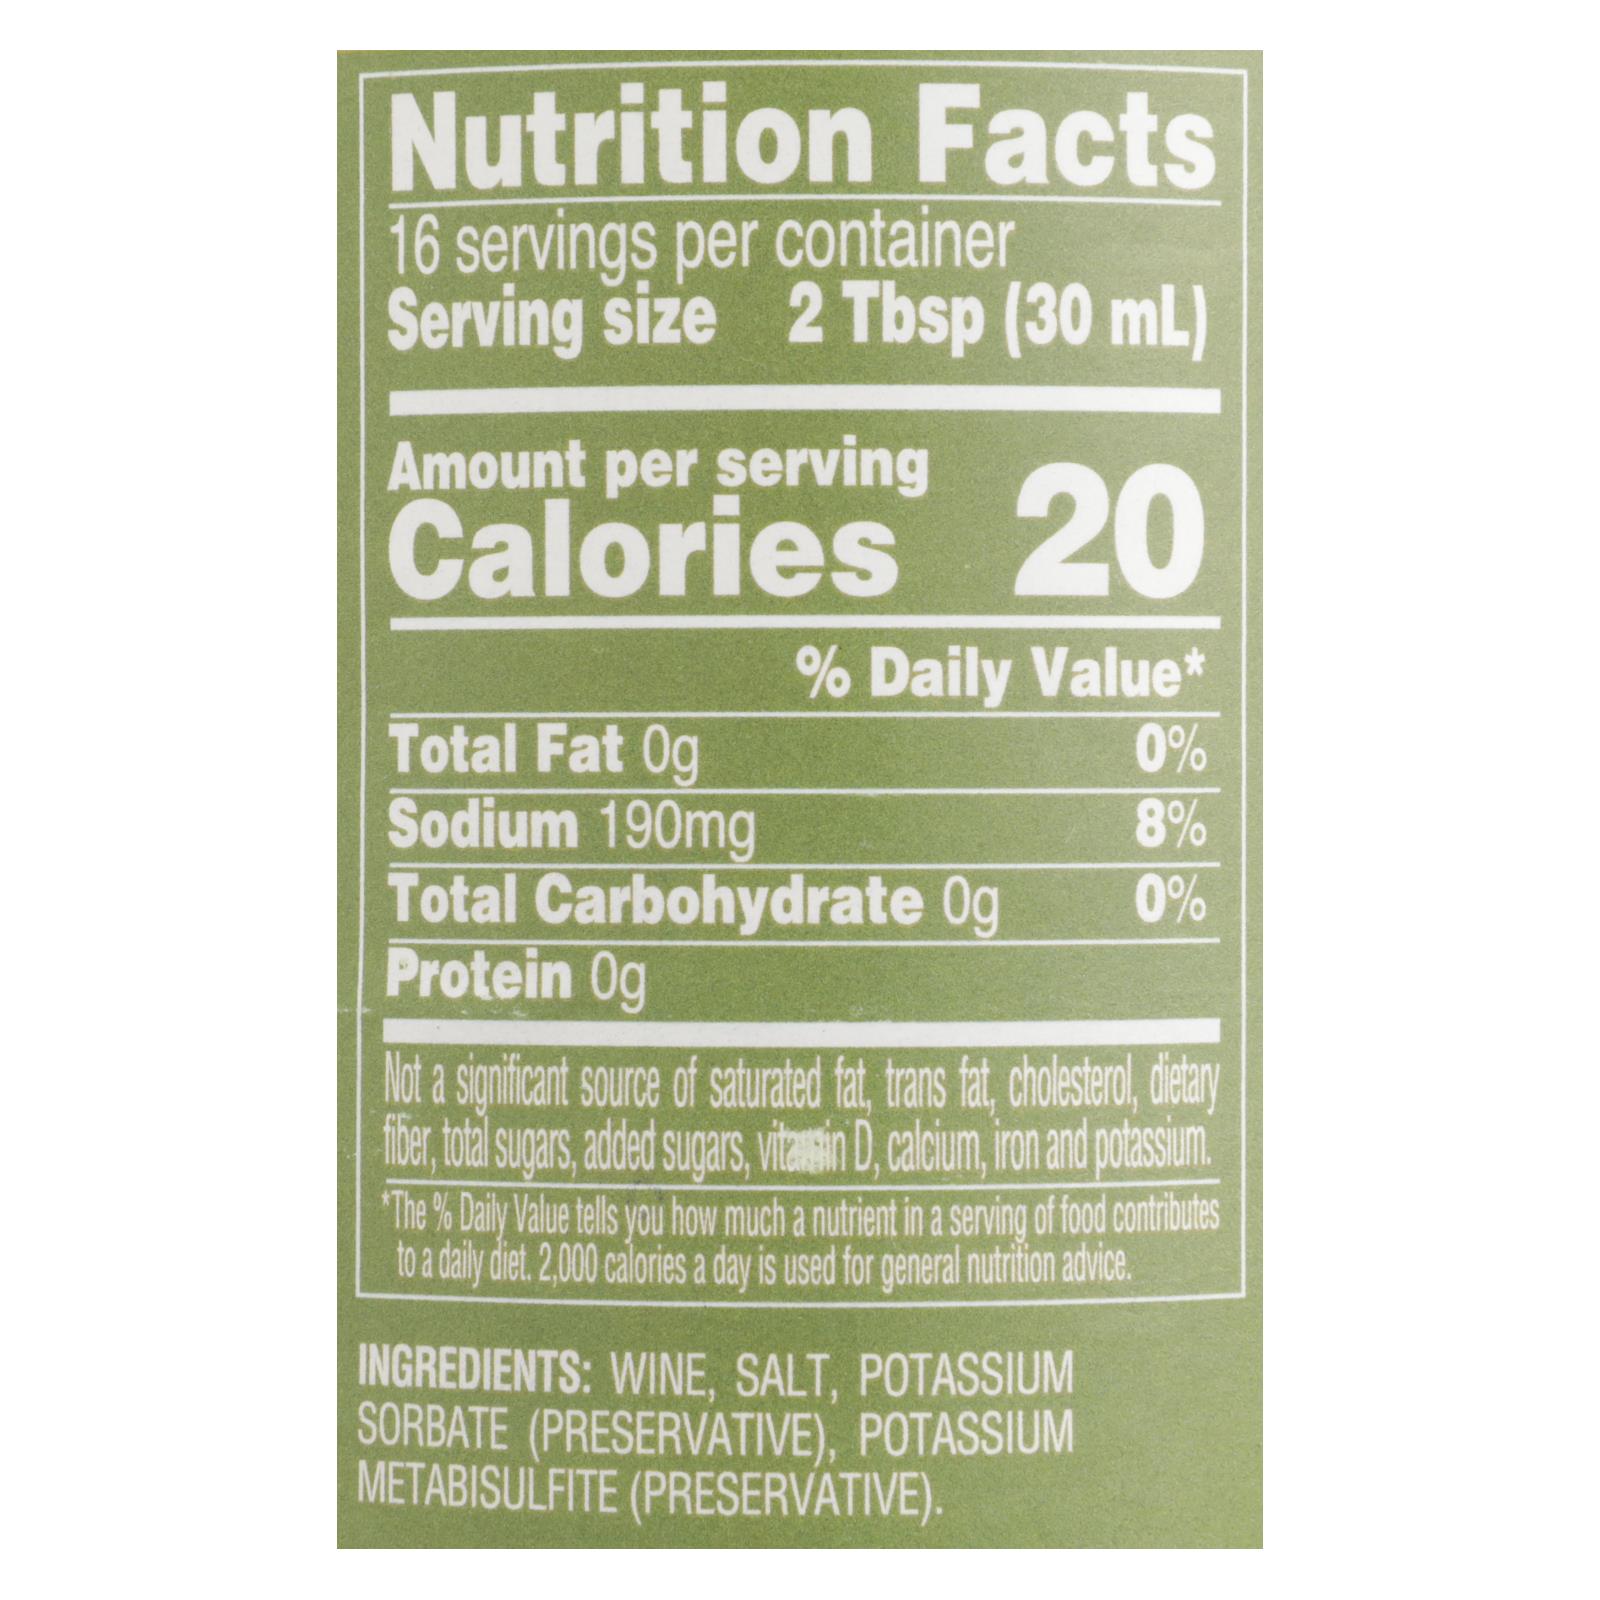 Nutrition Facts
16 servings per container
Serving size 2 Tbsp (30 mL)
Amount per serving
Calories 20
% Daily Value*
Total Fat 0g 0%
Sodium 190mg 8%
Total Carbohydrate 0g 0%
Protein 0g
Not a significant source of saturated fat, trans fat, cholesterol, dietary
fiber, total sugars, added sugars, vitamin D, calcium, iron and potassium.
*The % Daily Value tells you how much a nutrient in a serving of food contributes
to a daily diet. 2,000 calories a day is used for general nutrition advice.
INGREDIENTS: WINE, SALT, POTASSIUM
SORBATE (PRESERVATIVE), POTASSIUM
METABISULFITE (PRESERVATIVE).